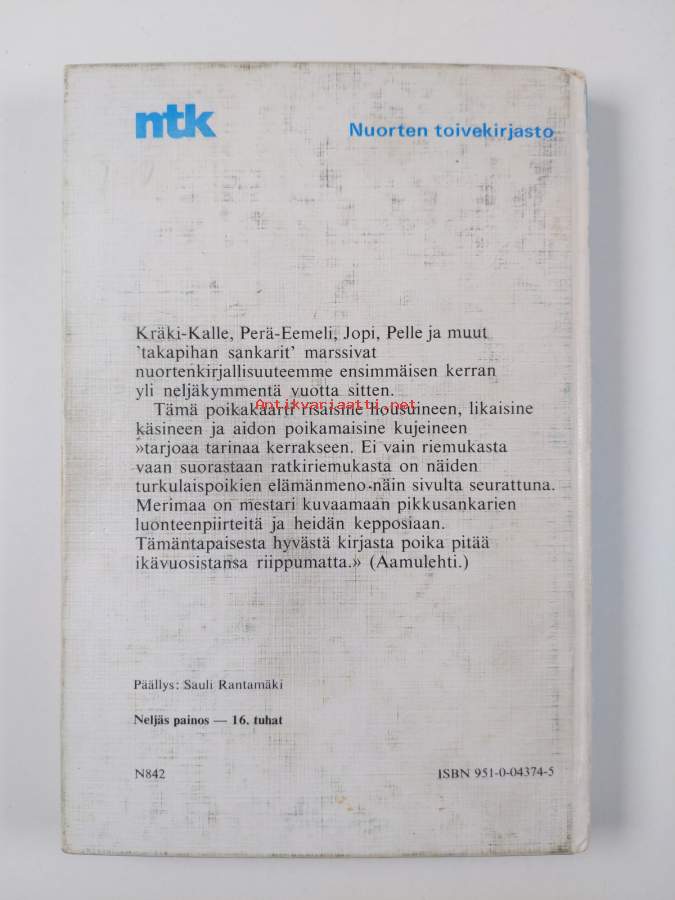 ntk
Nuorten toivekirjasto
Kräki-Kalle, Perä-Eemeli, Jopi, Pelle ja muut
'takapihan sankarit' marssivat
nuortenkirjallisuuteemme ensimmäisen kerran
yli neljäkymmentä vuotta sitten.
Tämä poikakaarti risaisine housuineen, likaisine
Antikvariaatti.net
käsineen ja aidon poikamaisine kujeineen
»tarjoaa tarinaa kerrakseen. Ei vain riemukasta
vaan suorastaan ratkiriemukasta on näiden
turkulaispoikien elämänmeno näin sivulta seurattuna.
Merimaa on mestari kuvaamaan pikkusankarien
luonteenpiirteitä ja heidän kepposiaan.
Tämäntapaisesta hyvästä kirjasta poika pitää
ikävuosistansa riippumatta.» (Aamulehti.)
Päällys: Sauli Rantamäki
Neljäs painos — 16. tuhat
N842
ISBN 951-0-04374-5